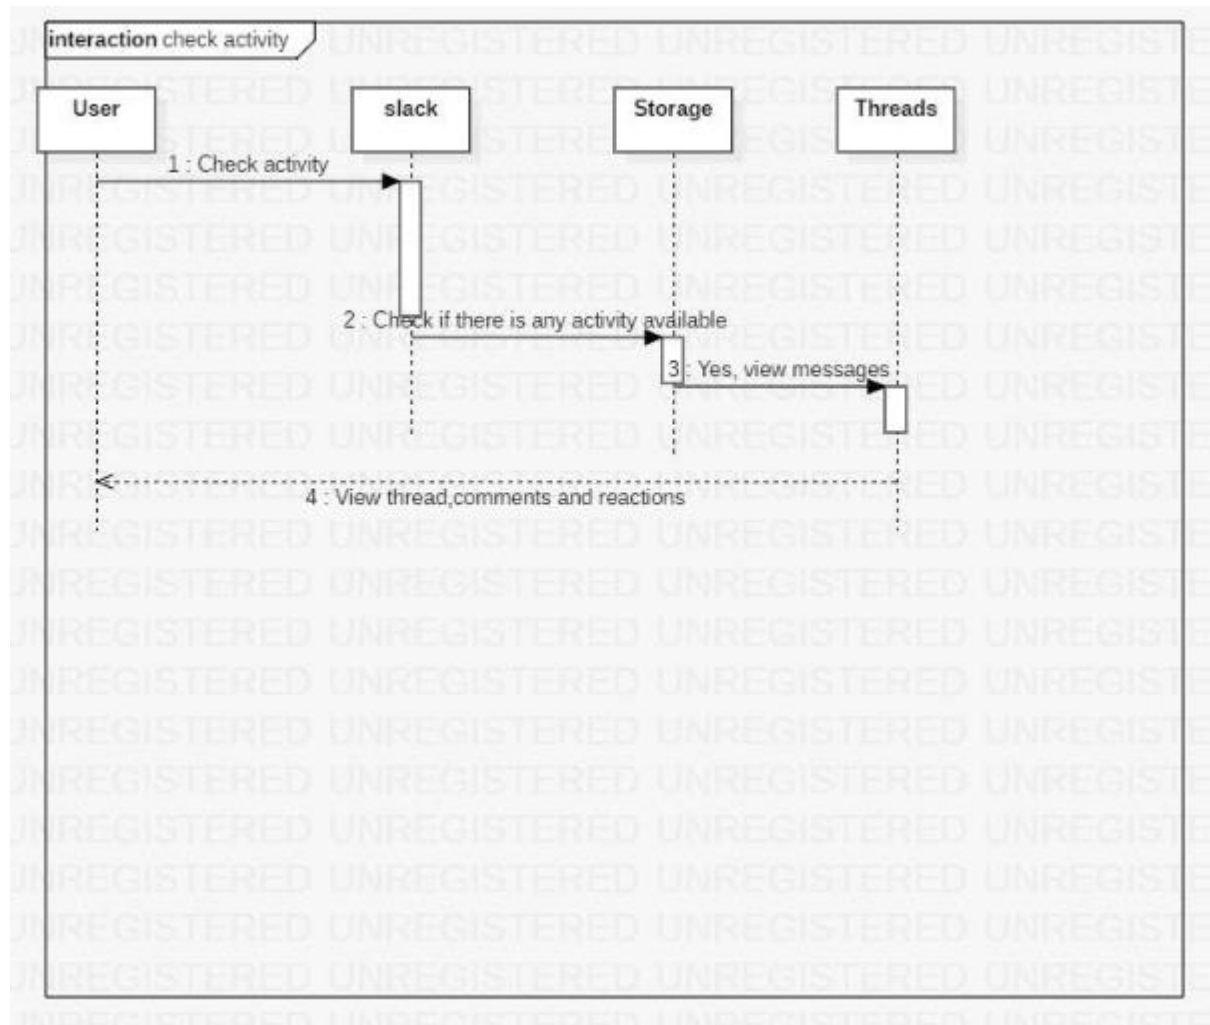 interaction check activity
User
slack
Storage
Threads
1 : Check activity
2 : Check if there is any activity available
3 : Yes, view messages
4 : View thread,comments and reactions
UNREGISTERED